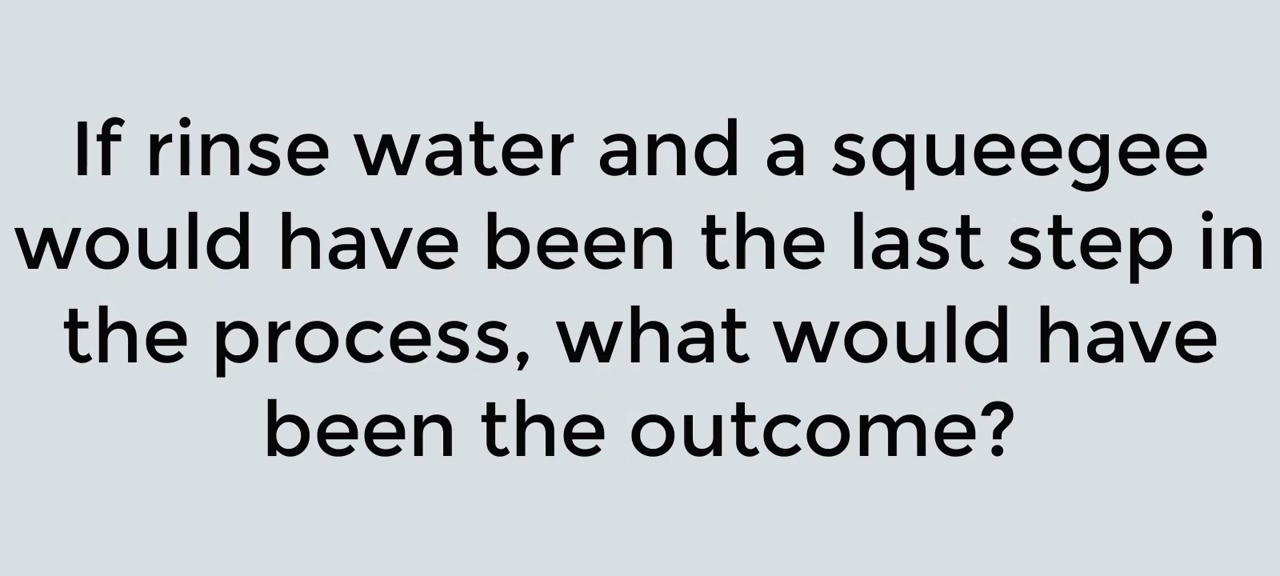 If rinse water and a squeegee
would have been the last step in
the process, what would have
been the outcome?